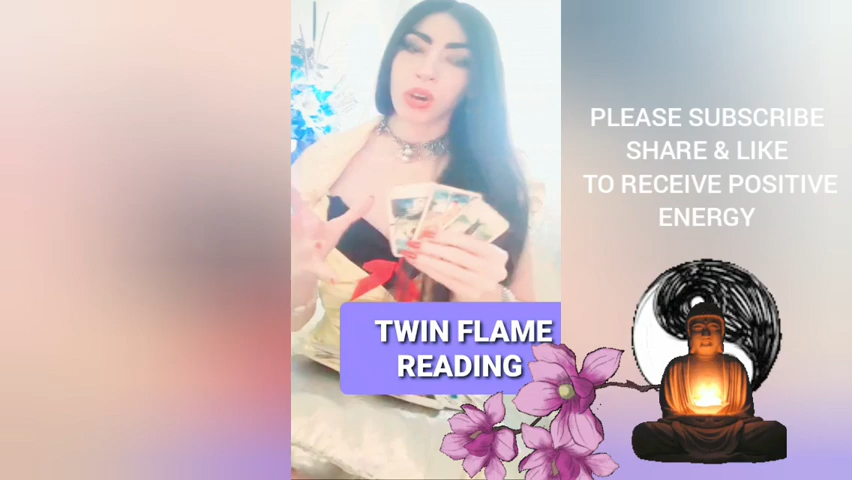 TWIN FLAME
READING
PLEASE SUBSCRIBE
SHARE & LIKE
TO RECEIVE POSITIVE
ENERGY